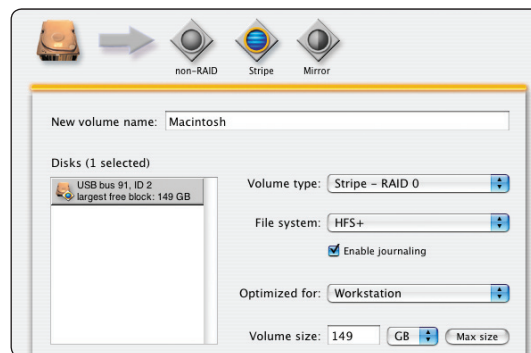 non-RAID Stripe Mirror
New volume name: Macintosh
Disks (1 selected)
USB bus 91, ID 2
largest free block: 149 GB
Volume type: Stripe – RAID 0
File system: HFS+
Enable journaling
Optimized for: Workstation
Volume size: 149 GB Max size